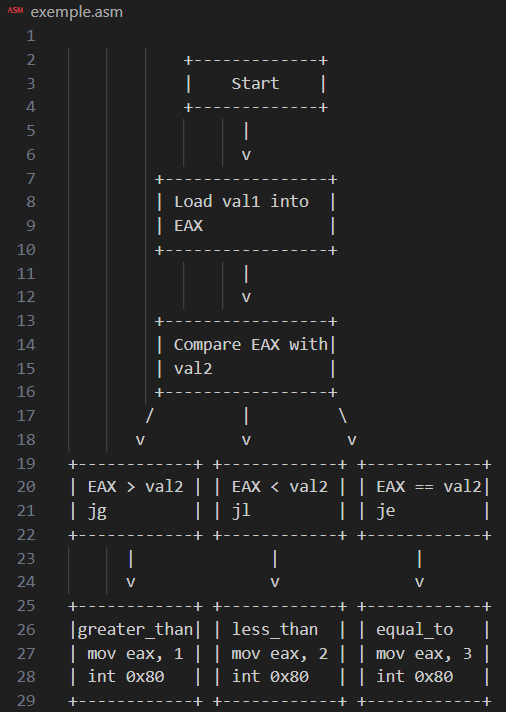 ASM exemple.asm
1
2             +-------------+
3             |    Start    |
4             +-------------+
5                   |
6                   v
7          +-----------------+
8          | Load val1 into  |
9          | EAX             |
10         +-----------------+
11                  |
12                  v
13         +-----------------+
14         | Compare EAX with|
15         | val2            |
16         +-----------------+
17        /         |         \
18       v          v          v
19 +------------+ +------------+ +------------+
20 | EAX > val2 | | EAX < val2 | | EAX == val2|
21 | jg         | | jl         | | je         |
22 +------------+ +------------+ +------------+
23       |              |              |
24       v              v              v
25 +------------+ +------------+ +------------+
26 |greater_than| | less_than  | | equal_to   |
27 | mov eax, 1 | | mov eax, 2 | | mov eax, 3 |
28 | int 0x80   | | int 0x80   | | int 0x80   |
29 +------------+ +------------+ +------------+